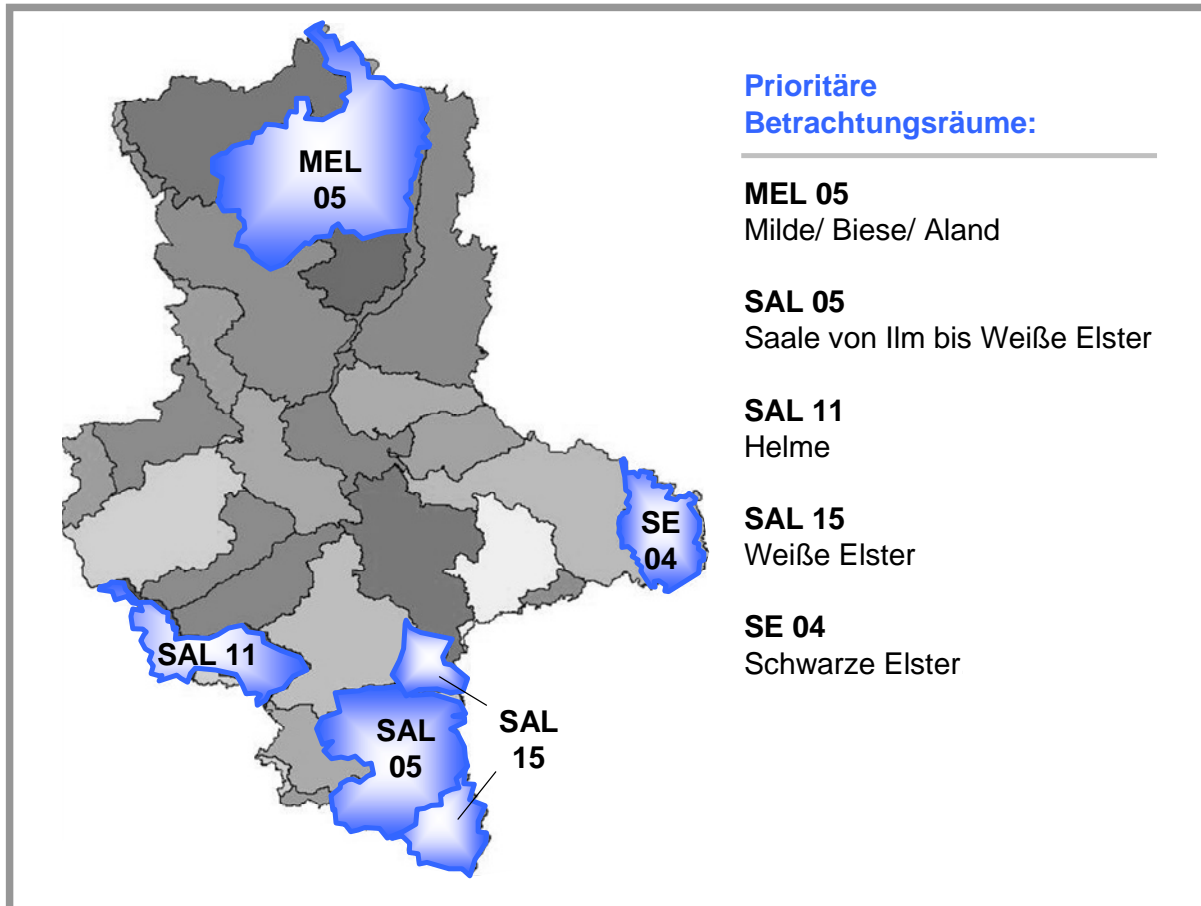 MEL
05
SE
04
SAL 11
SAL
05
SAL
15
Prioritäre
Betrachtungsräume:
MEL 05
Milde/ Biese/ Aland
SAL 05
Saale von Ilm bis Weiße Elster
SAL 11
Helme
SAL 15
Weiße Elster
SE 04
Schwarze Elster